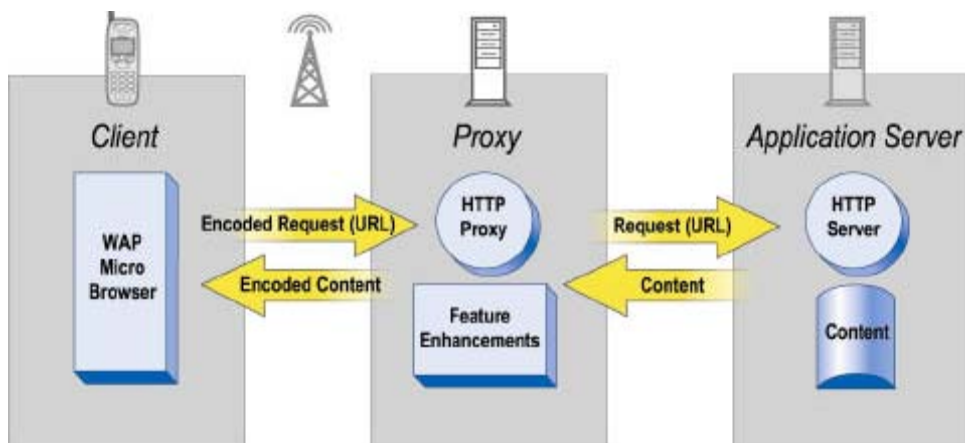 Client
Proxy
Application Server
WAP
Micro
Browser
Encoded Request (URL)
Encoded Content
HTTP
Proxy
Feature
Enhancements
Request (URL)
Content
HTTP
Server
Content